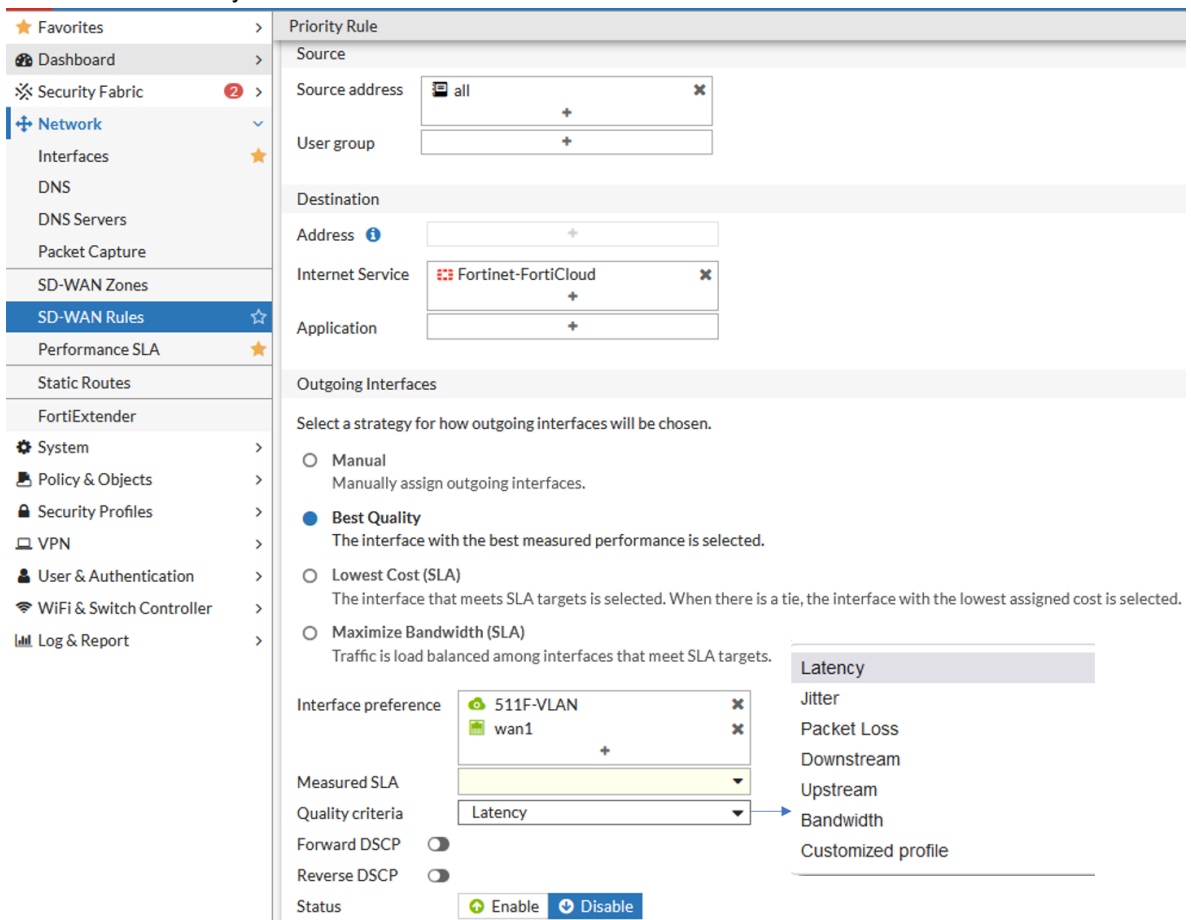 Favorites
Dashboard
Security Fabric 2
Network
Interfaces
DNS
DNS Servers
Packet Capture
SD-WAN Zones
SD-WAN Rules
Performance SLA
Static Routes
FortiExtender
System
Policy & Objects
Security Profiles
VPN
User & Authentication
WiFi & Switch Controller
Log & Report
Priority Rule
Source
Source address all
User group
Destination
Address
Internet Service Fortinet-FortiCloud
Application
Outgoing Interfaces
Select a strategy for how outgoing interfaces will be chosen.
Manual
Manually assign outgoing interfaces.
Best Quality
The interface with the best measured performance is selected.
Lowest Cost (SLA)
The interface that meets SLA targets is selected. When there is a tie, the interface with the lowest assigned cost is selected.
Maximize Bandwidth (SLA)
Traffic is load balanced among interfaces that meet SLA targets.
Interface preference 511F-VLAN
wan1
Measured SLA
Quality criteria Latency
Forward DSCP
Reverse DSCP
Status Enable Disable
Latency
Jitter
Packet Loss
Downstream
Upstream
Bandwidth
Customized profile